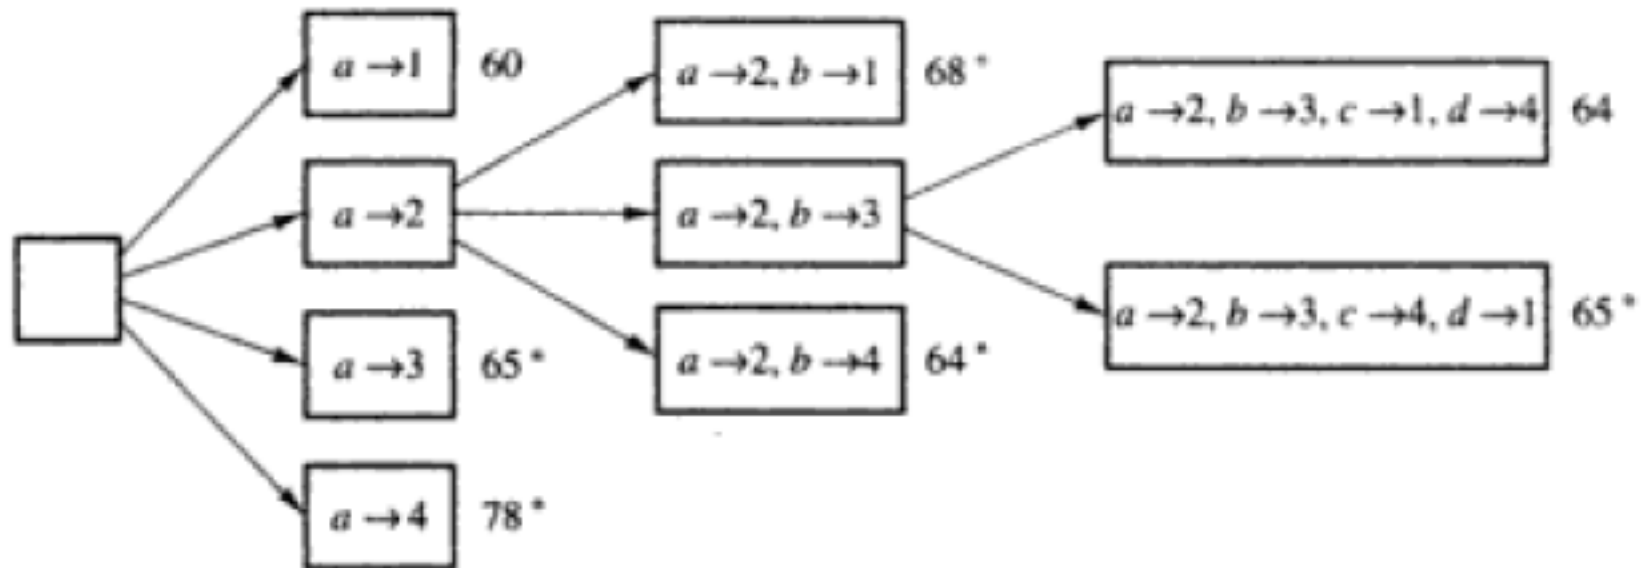 a → 1 60
a → 2
a → 3 65*
a → 4 78*
a → 2, b → 1 68*
a → 2, b → 3
a → 2, b → 4 64*
a → 2, b → 3, c → 1, d → 4 64
a → 2, b → 3, c → 4, d → 1 65*